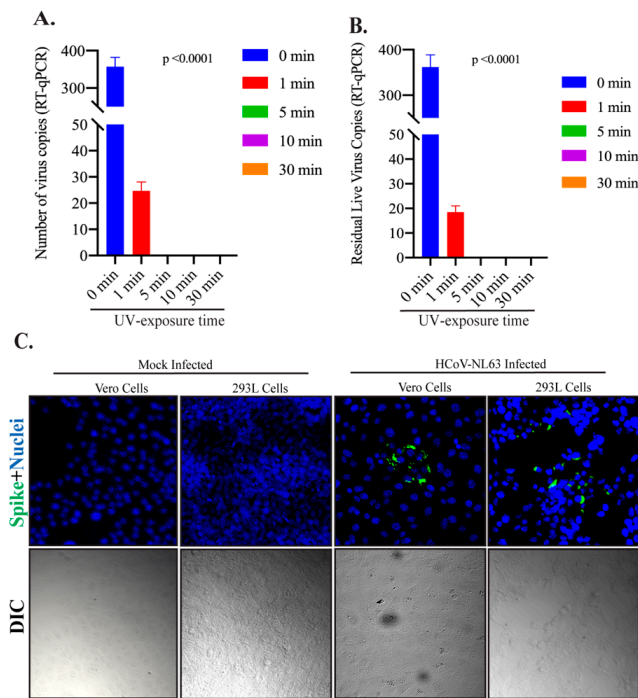 A.
Number of virus copies (RT-qPCR)
400
300
50
40
30
20
10
0
p <0.0001
0 min
1 min
5 min
10 min
30 min
0 min
1 min
5 min
10 min
30 min
UV-exposure time
B.
Residual Live Virus Copies (RT-qPCR)
400
300
50
40
30
20
10
0
p <0.0001
0 min
1 min
5 min
10 min
30 min
0 min
1 min
5 min
10 min
30 min
UV-exposure time
C.
Mock Infected
HCoV-NL63 Infected
Vero Cells
293L Cells
Vero Cells
293L Cells
Spike+Nuclei
DIC